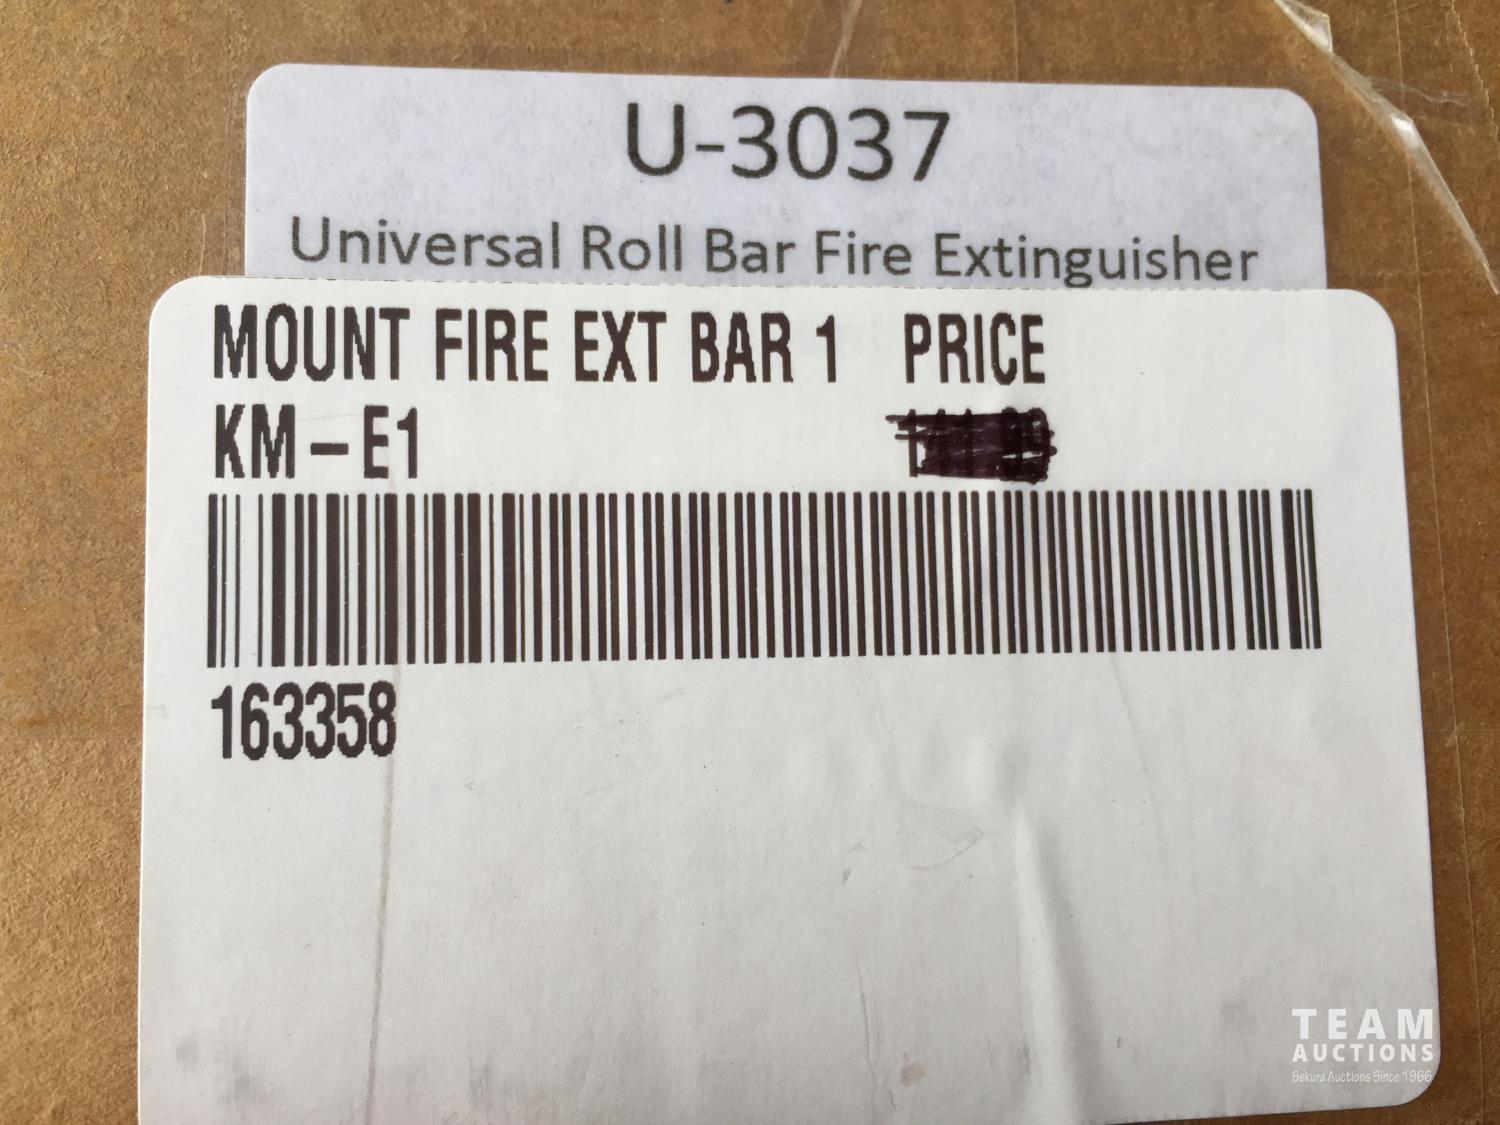 U-3037
Universal Roll Bar Fire Extinguisher
MOUNT FIRE EXT BAR 1 PRICE
KM-E1
163358
TEAM
AUCTIONS
Sekura Auctions Since 1966